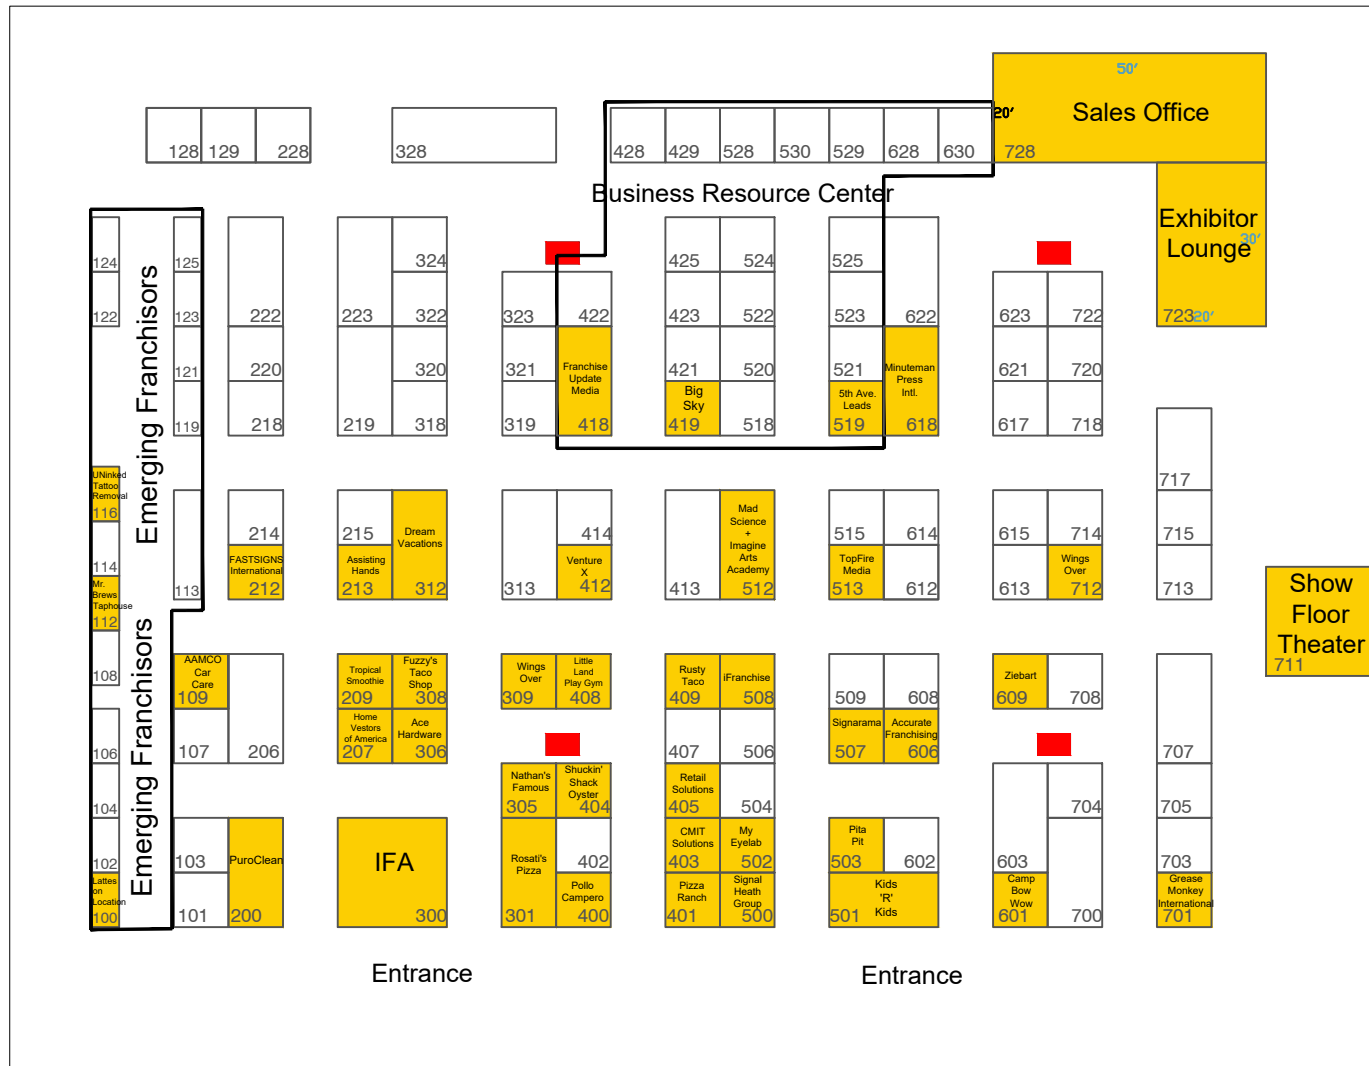 50'
20'
Sales Office
128
129
228
328
428
429
528
530
529
628
630
728
Business Resource Center
Exhibitor
Lounge
30'
723
20'
124
125
324
425
524
525
122
123
222
223
322
323
422
423
522
523
622
623
722
Emerging Franchisors
121
220
320
321
Franchise
Update
Media
418
421
520
521
Minuteman
Press
Intl.
618
621
720
119
218
219
318
319
Big
Sky
419
518
5th Ave.
Leads
519
617
718
717
UNinked
Tattoo
Removal
116
214
215
Dream
Vacations
312
414
Mad
Science
+
Imagine
Arts
Academy
512
515
614
615
714
715
114
113
FASTSIGNS
International
212
Assisting
Hands
213
313
Venture
X
412
413
TopFire
Media
513
612
613
Wings
Over
712
713
Mr.
Brews
Taphouse
112
Show
Floor
Theater
711
Emerging Franchisors
108
AAMCO
Car
Care
109
Tropical
Smoothie
209
Fuzzy's
Taco
Shop
308
Wings
Over
309
Little
Land
Play Gym
408
Rusty
Taco
409
iFranchise
508
509
608
Ziebart
609
708
106
107
206
Home
Vestors
of America
207
Ace
Hardware
306
407
506
Signarama
507
Accurate
Franchising
606
707
104
Nathan's
Famous
305
Shuckin'
Shack
Oyster
404
Retail
Solutions
405
504
704
705
102
103
PuroClean
200
IFA
300
Rosati's
Pizza
301
402
CMIT
Solutions
403
My
Eyelab
502
Pita
Pit
503
602
603
703
Lattes
on
Location
100
101
Pollo
Campero
400
Pizza
Ranch
401
Signal
Heath
Group
500
Kids
'R'
Kids
501
Camp
Bow
Wow
601
700
Grease
Monkey
International
701
Entrance
Entrance